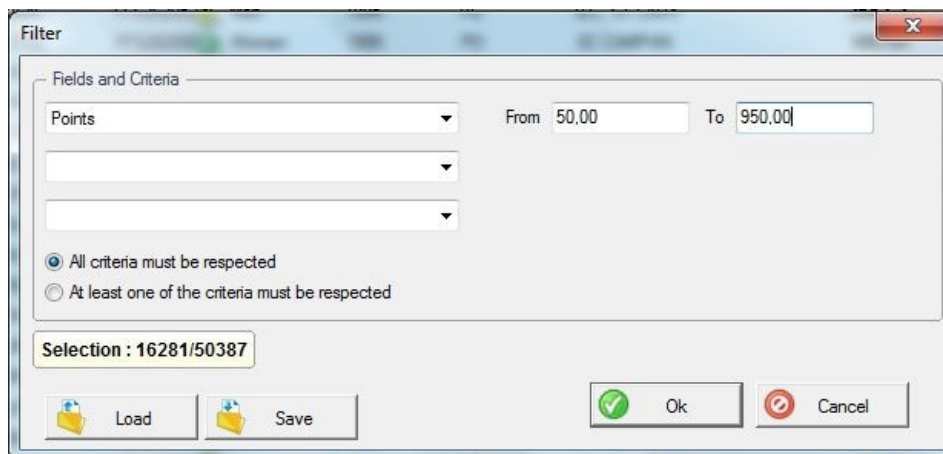 Filter
Fields and Criteria
Points From 50,00 To 950,00
All criteria must be respected
At least one of the criteria must be respected
Selection : 16281/50387
Load Save Ok Cancel